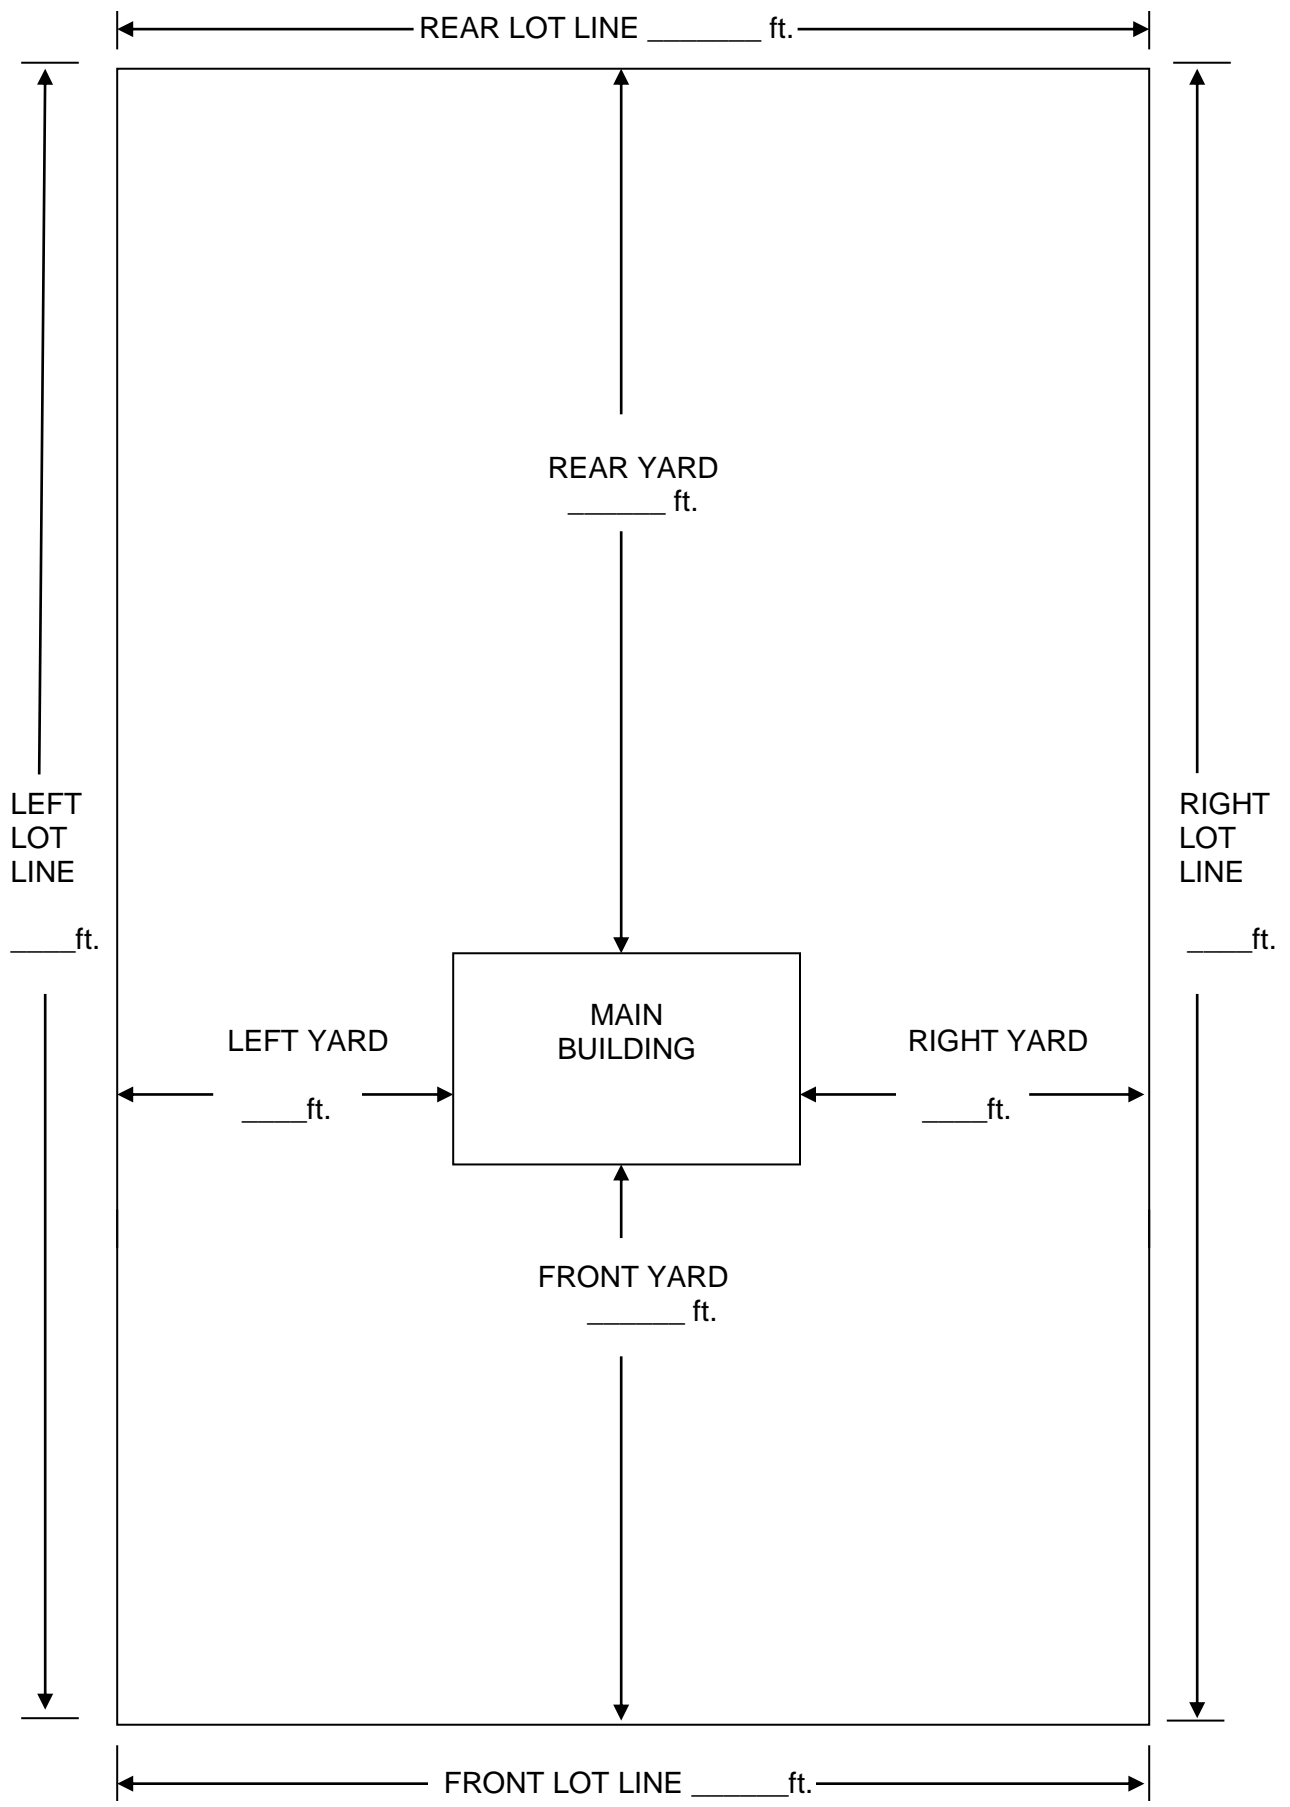 REAR LOT LINE _______ ft.
REAR YARD
______ ft.
LEFT
LOT
LINE
____ft.
RIGHT
LOT
LINE
____ft.
MAIN
BUILDING
LEFT YARD
____ft.
RIGHT YARD
____ft.
FRONT YARD
______ ft.
FRONT LOT LINE ______ft.